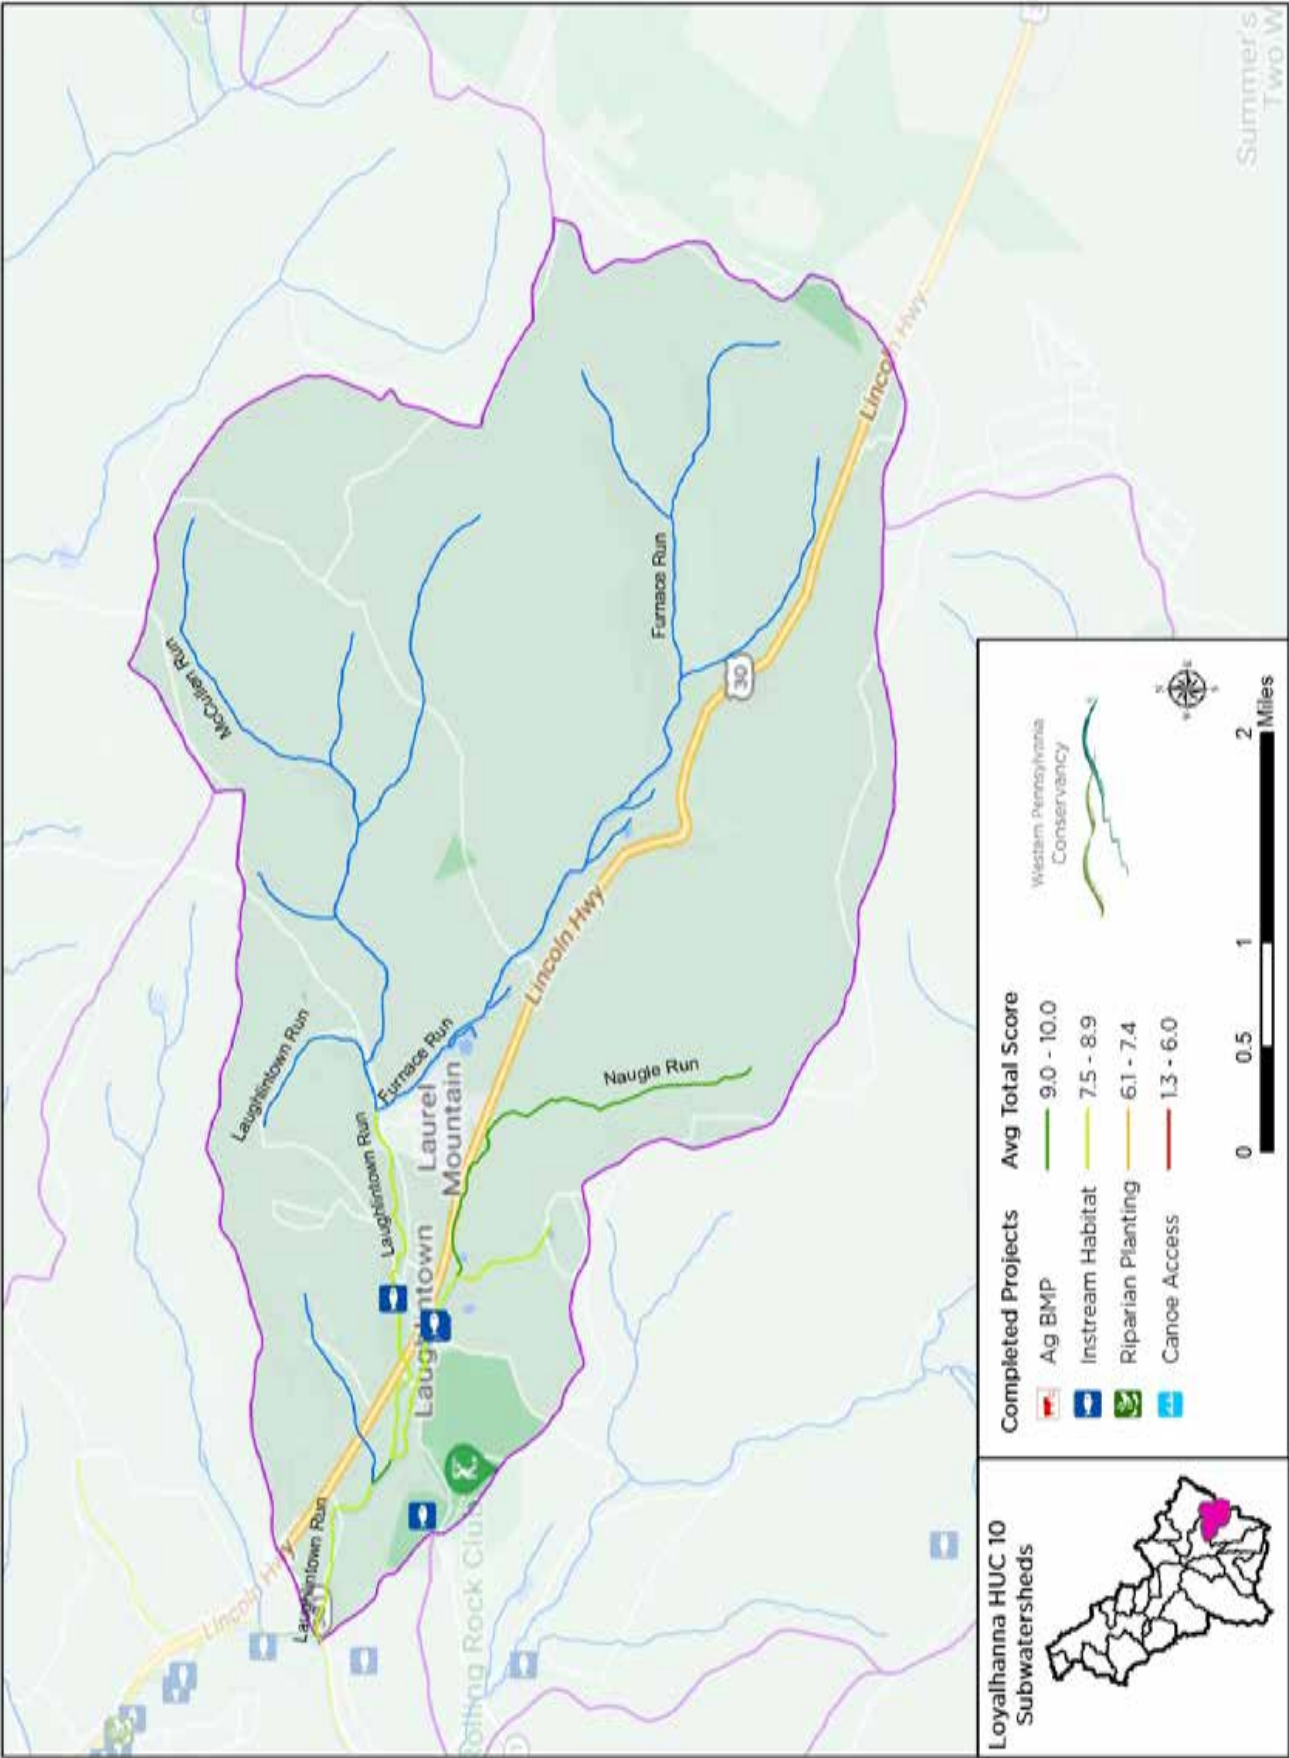 Summer's
Two W
Lincoln Hwy
McCullen Run
Furnace Run
30
Lincoln Hwy
Laughlintown Run
Furnace Run
Laurel
Mountain
Naugle Run
Laughlintown Run
Laughlintown
Lincoln Hwy
Laughlintown Run
Rolling Rock Club
Loyalhanna HUC 10
Subwatersheds
Completed Projects
Ag BMP
Instream Habitat
Riparian Planting
Canoe Access
Avg Total Score
9.0 - 10.0
7.5 - 8.9
6.1 - 7.4
1.3 - 6.0
Western Pennsylvania
Conservancy
N
E
S
W
0 0.5 1 2
Miles